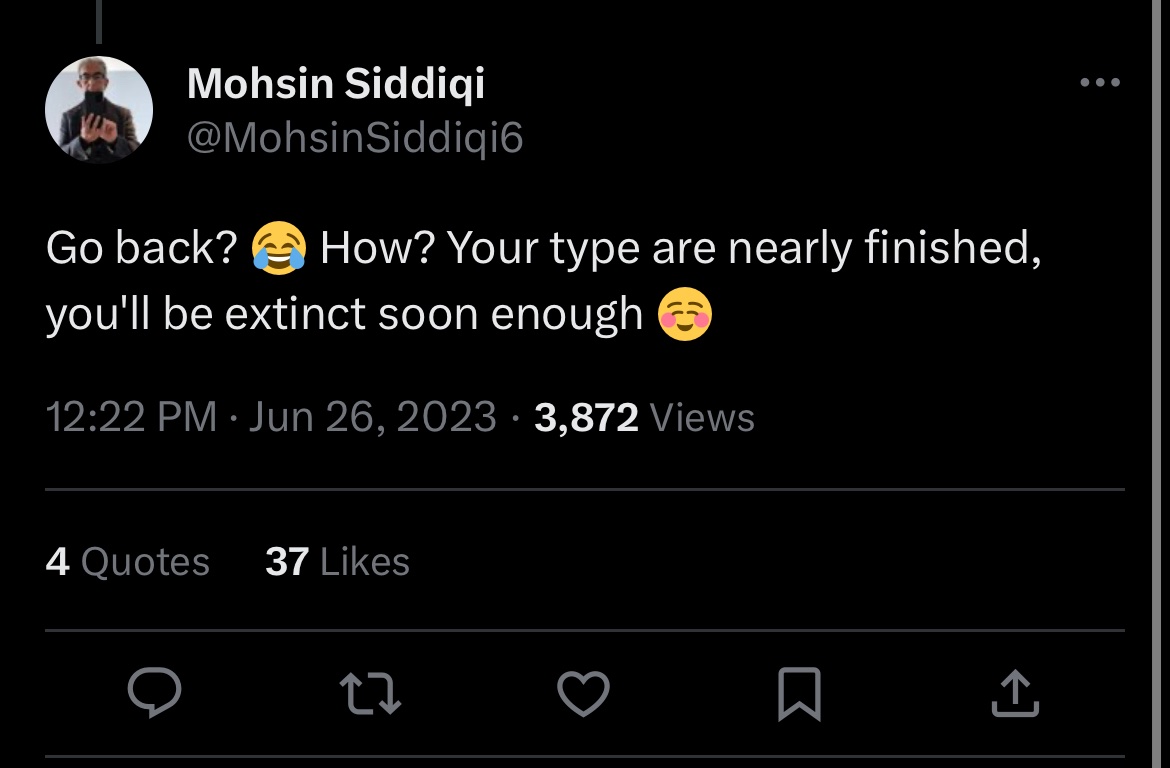 Mohsin Siddiqi
@MohsinSiddiqi6
Go back? 😂 How? Your type are nearly finished,
you'll be extinct soon enough ☺️
12:22 PM · Jun 26, 2023 · 3,872 Views
4 Quotes 37 Likes